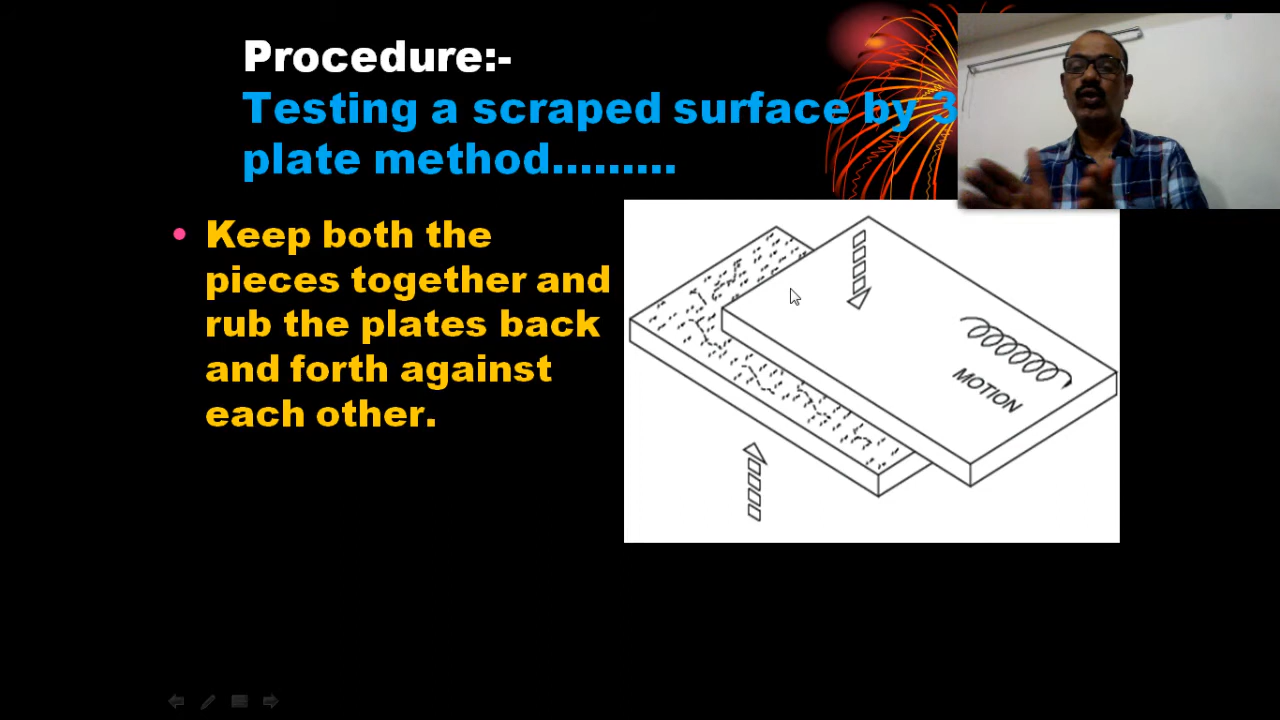 Procedure:-
Testing a scraped surface by 3
plate method.........
• Keep both the
pieces together and
rub the plates back
and forth against
each other.
MOTION